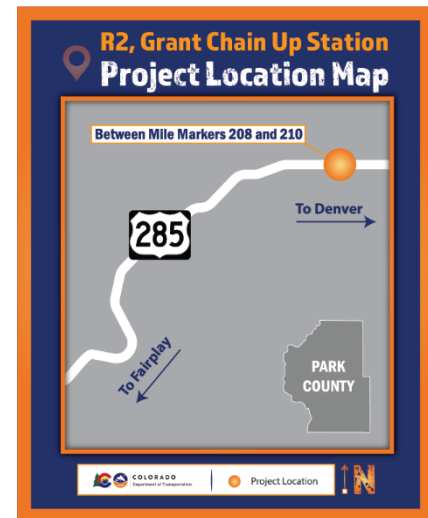 R2, Grant Chain Up Station
Project Location Map
Between Mile Markers 208 and 210
To Denver
285
To Fairplay
PARK
COUNTY
COLORADO
Department of Transportation
Project Location
N